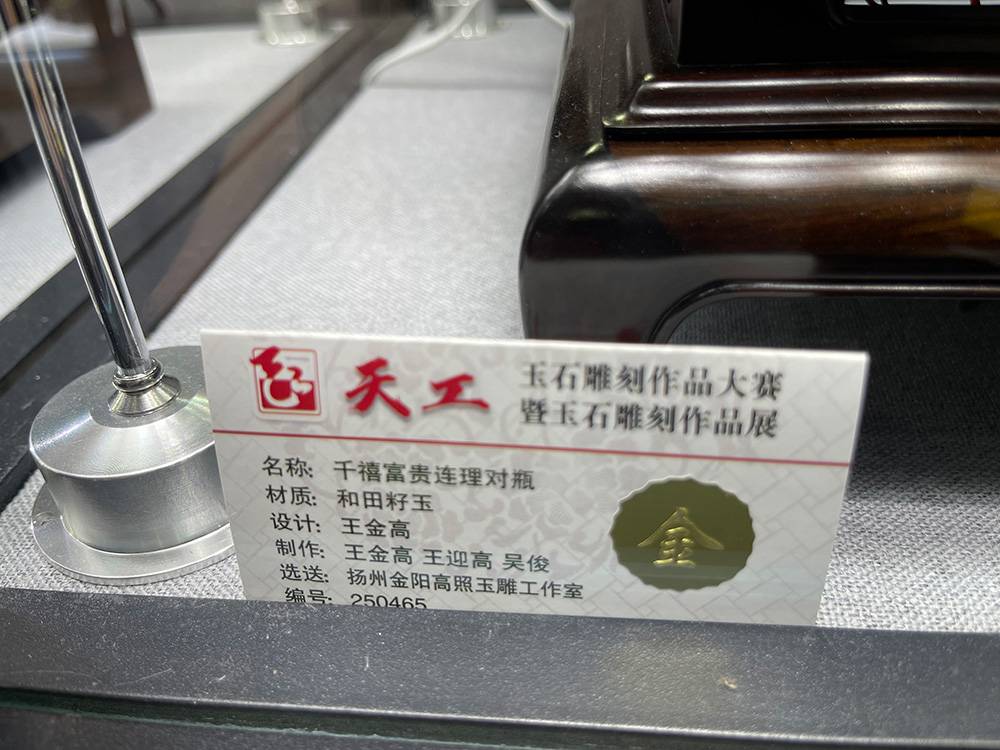 天工
玉石雕刻作品大赛
暨玉石雕刻作品展
名称: 千禧富贵连理对瓶
材质: 和田籽玉
设计: 王金高
制作: 王金高 王迎高 吴俊
选送: 扬州金阳高照玉雕工作室
编号: 250465
金